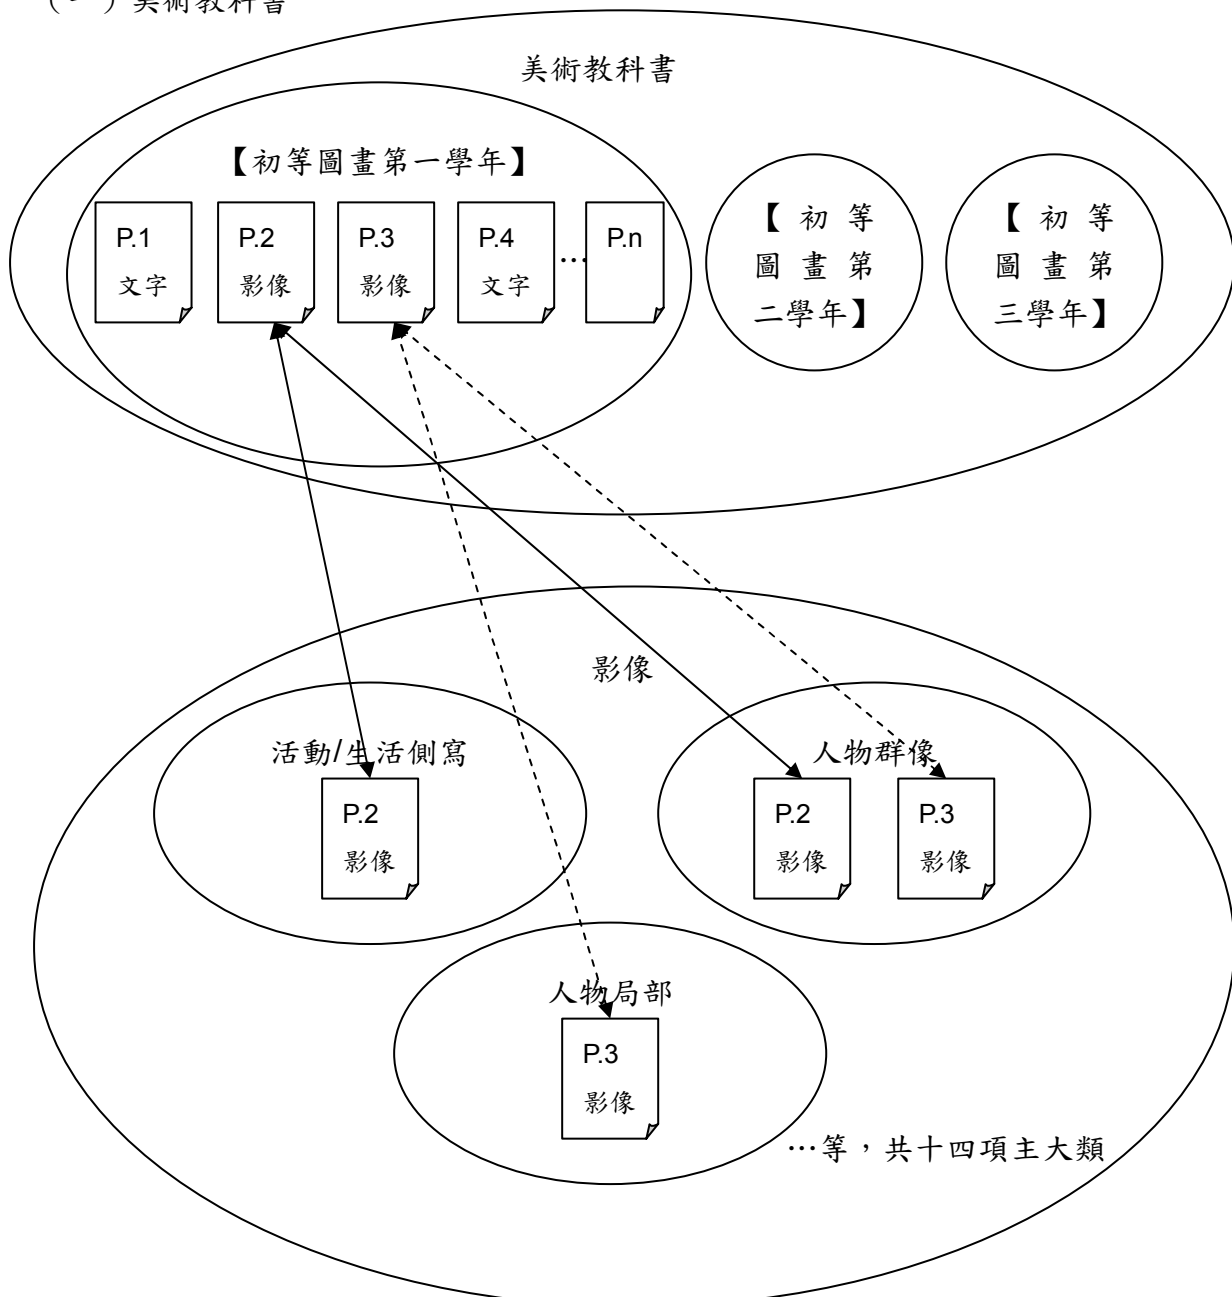 美術教科書
美術教科書
【初等圖畫第一學年】
P.1
文字
P.2
影像
P.3
影像
P.4
文字
…
P.n
【初等
圖畫第
二學年】
【初等
圖畫第
三學年】
影像
活動/生活側寫
P.2
影像
人物群像
P.2
影像
P.3
影像
人物局部
P.3
影像
…等，共十四項主大類